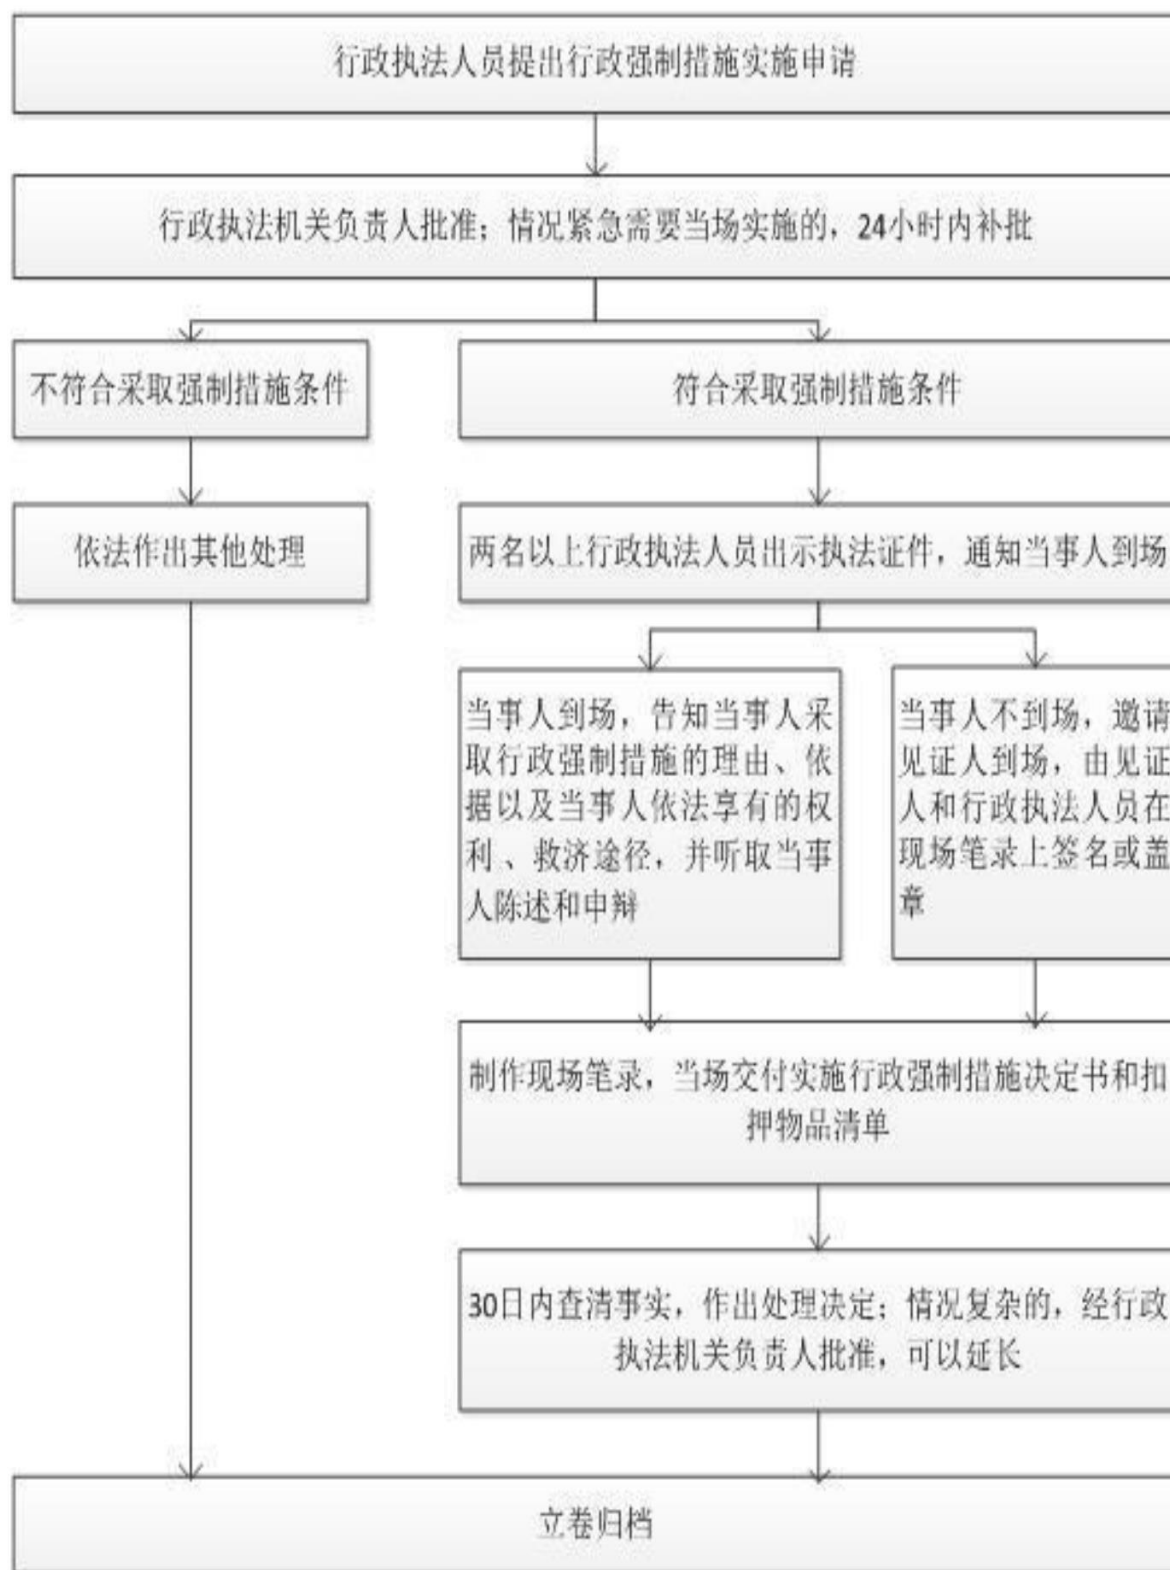 行政执法人员提出行政强制措施实施申请
行政执法机关负责人批准；情况紧急需要当场实施的，24小时内补批
不符合采取强制措施条件
符合采取强制措施条件
依法作出其他处理
两名以上行政执法人员出示执法证件，通知当事人到场
当事人到场，告知当事人采
取行政强制措施的理由、依
据以及当事人依法享有的权
利、救济途径，并听取当事
人陈述和申辩
当事人不到场，邀请
见证人到场，由见证
人和行政执法人员在
现场笔录上签名或盖
章
制作现场笔录，当场交付实施行政强制措施决定书和扣
押物品清单
30日内查清事实，作出处理决定；情况复杂的，经行政
执法机关负责人批准，可以延长
立卷归档